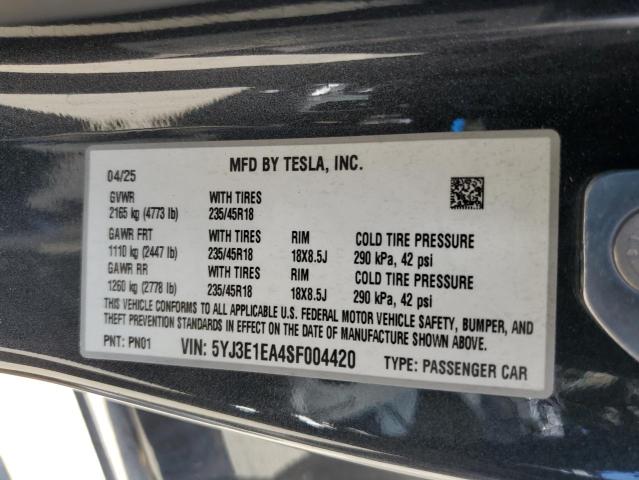 MFD BY TESLA, INC.
04/25
GVWR WITH TIRES
2165 kg (4773 lb) 235/45R18
GAWR FRT WITH TIRES RIM COLD TIRE PRESSURE
1110 kg (2447 lb) 235/45R18 18X8.5J 290 kPa, 42 psi
GAWR RR WITH TIRES RIM COLD TIRE PRESSURE
1260 kg (2778 lb) 235/45R18 18X8.5J 290 kPa, 42 psi
THIS VEHICLE CONFORMS TO ALL APPLICABLE U.S. FEDERAL MOTOR VEHICLE SAFETY, BUMPER, AND
THEFT PREVENTION STANDARDS IN EFFECT ON THE DATE OF MANUFACTURE SHOWN ABOVE.
PNT: PN01 VIN: 5YJ3E1EA4SF004420 TYPE: PASSENGER CAR